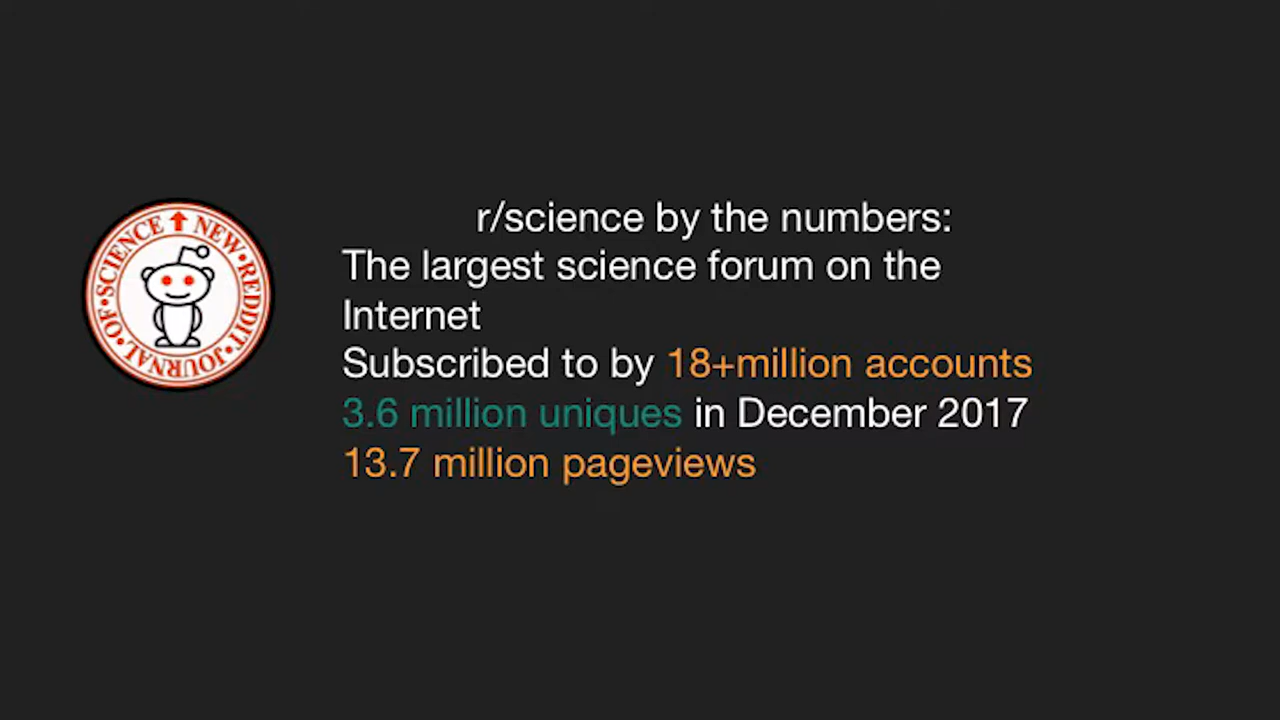 NEW•REDDIT•JOURNAL•OF•SCIENCE
r/science by the numbers:
The largest science forum on the
Internet
Subscribed to by 18+million accounts
3.6 million uniques in December 2017
13.7 million pageviews